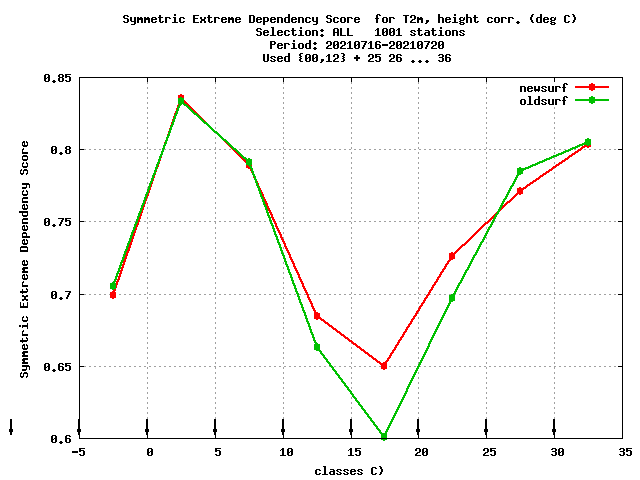 Symmetric Extreme Dependency Score  for T2m, height corr. (deg C)
Selection: ALL   1001 stations
Period: 20210716-20210720
Used {00,12} + 25 26 ... 36
newsurf
oldsurf
Symmetric Extreme Dependency Score
0.85
0.8
0.75
0.7
0.65
0.6
-5 0 5 10 15 20 25 30 35
classes C)